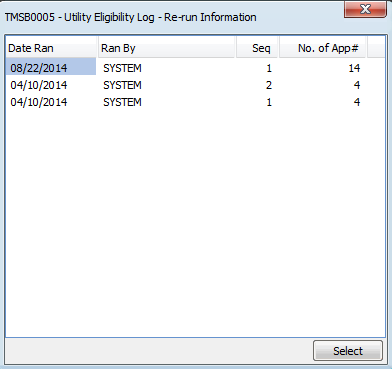 TMSB0005 - Utility Eligibility Log - Re-run Information
Date Ran Ran By Seq No. of App#
08/22/2014 SYSTEM 1 14
04/10/2014 SYSTEM 2 4
04/10/2014 SYSTEM 1 4
Select